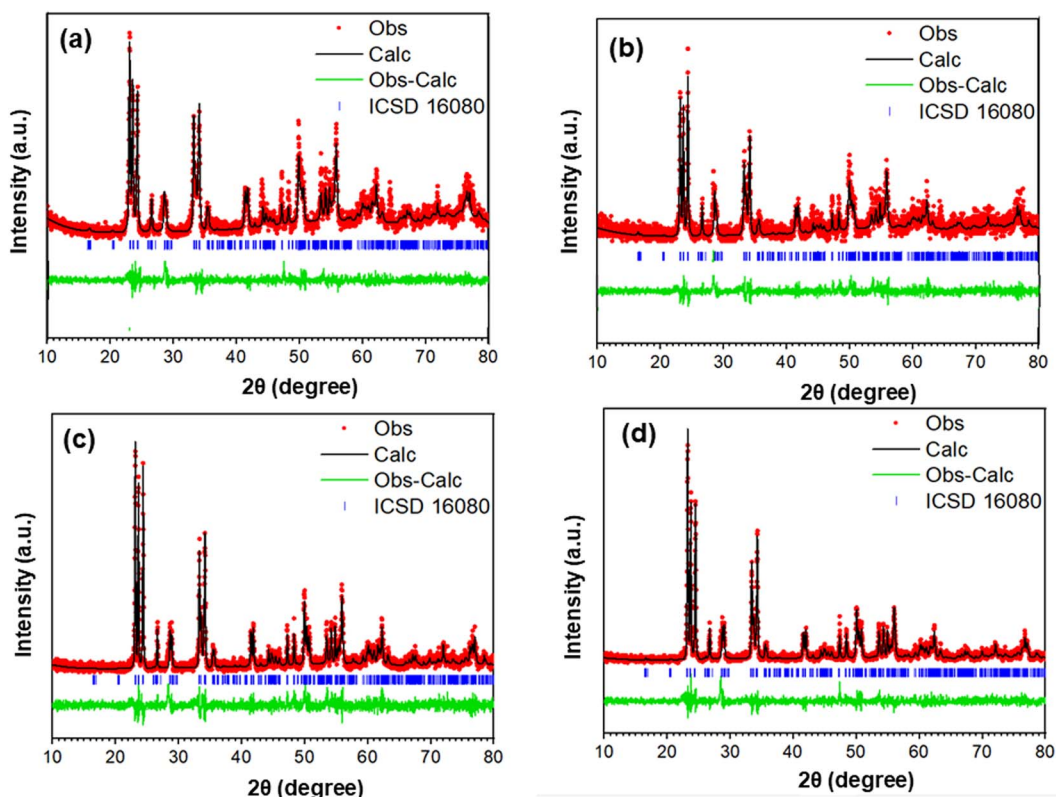 (a)
Obs
Calc
Obs-Calc
ICSD 16080
Intensity (a.u.)
10 20 30 40 50 60 70 80
2θ (degree)
(b)
Obs
Calc
Obs-Calc
ICSD 16080
Intensity (a.u.)
10 20 30 40 50 60 70 80
2θ (degree)
(c)
Obs
Calc
Obs-Calc
ICSD 16080
Intensity (a.u.)
10 20 30 40 50 60 70 80
2θ (degree)
(d)
Obs
Calc
Obs-Calc
ICSD 16080
Intensity (a.u.)
10 20 30 40 50 60 70 80
2θ (degree)